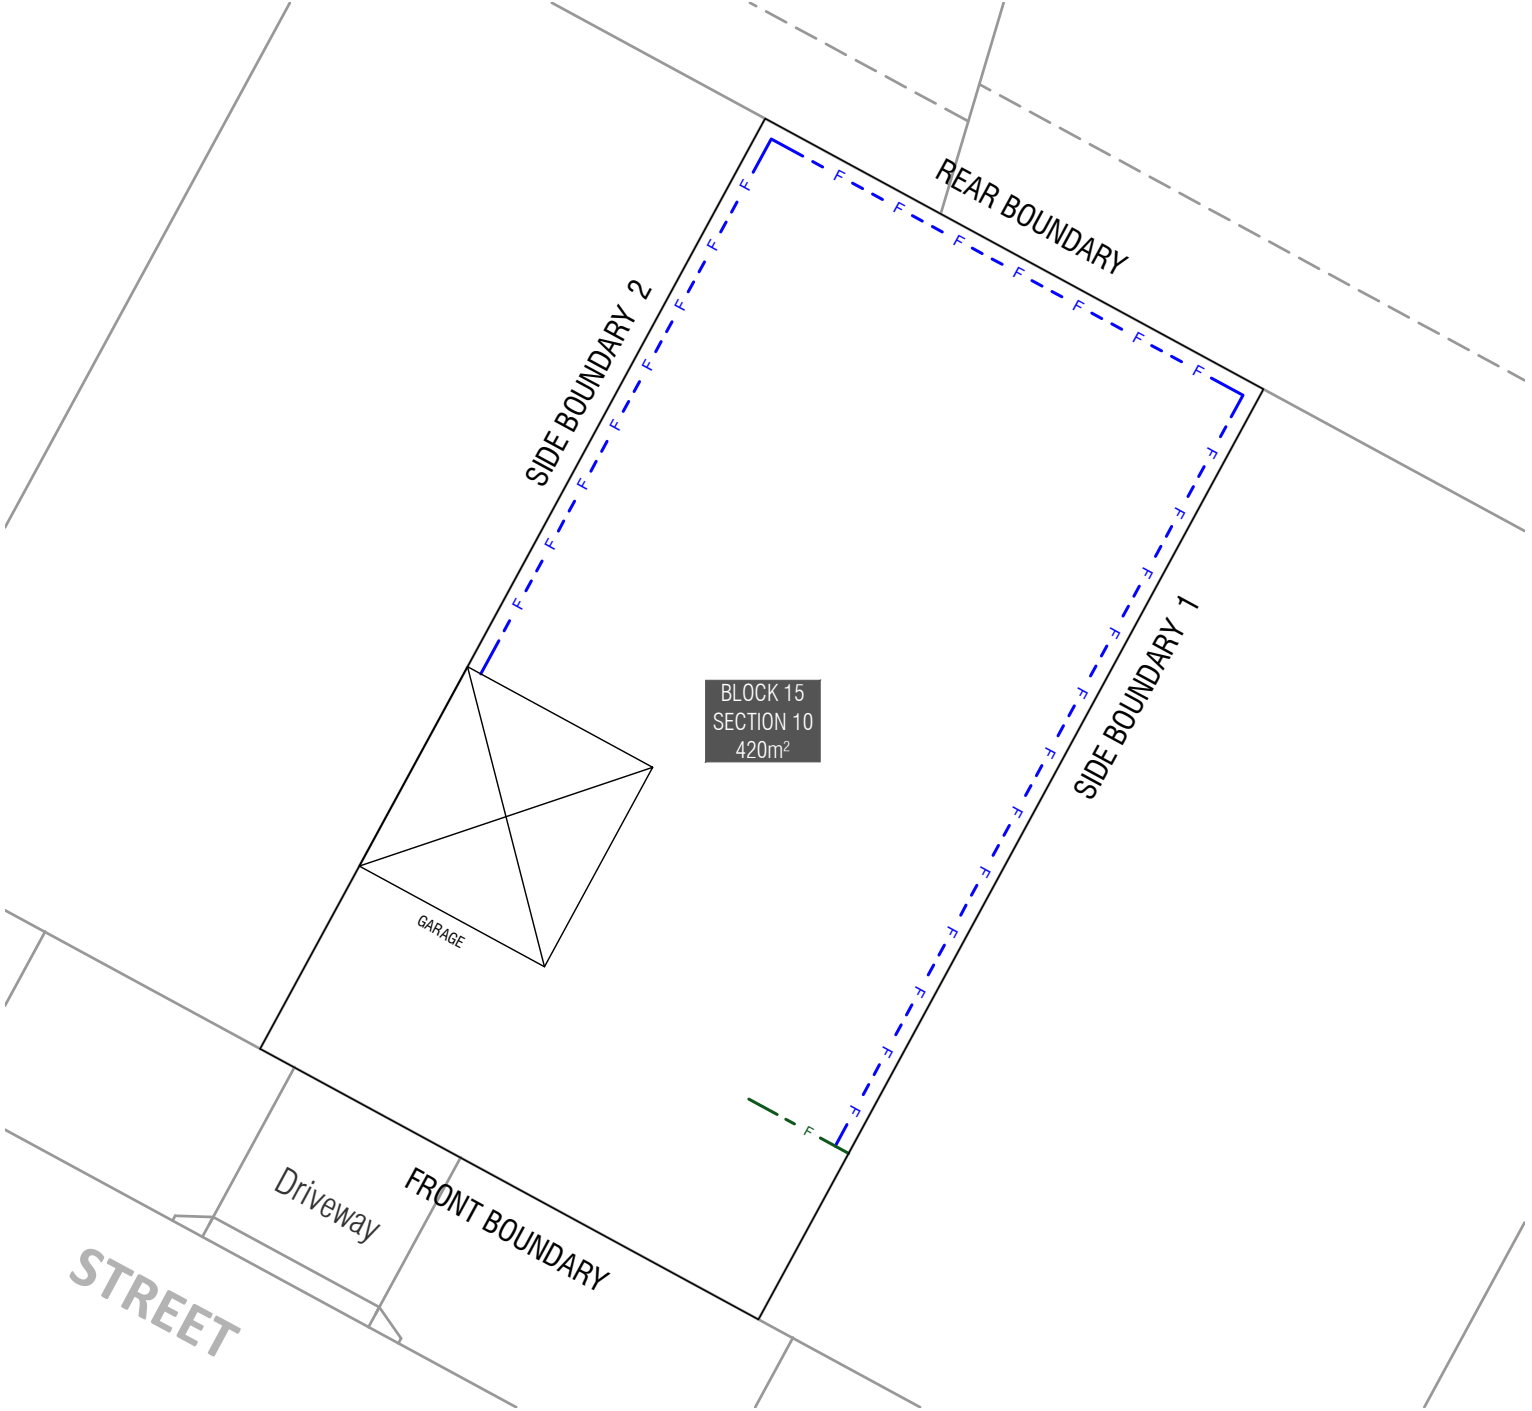 REAR BOUNDARY
SIDE BOUNDARY 2
F F F F F F F
F F F F F F F F
F F F F F F F F F F F F
SIDE BOUNDARY 1
BLOCK 15
SECTION 10
420m²
GARAGE
F
Driveway
FRONT BOUNDARY
STREET